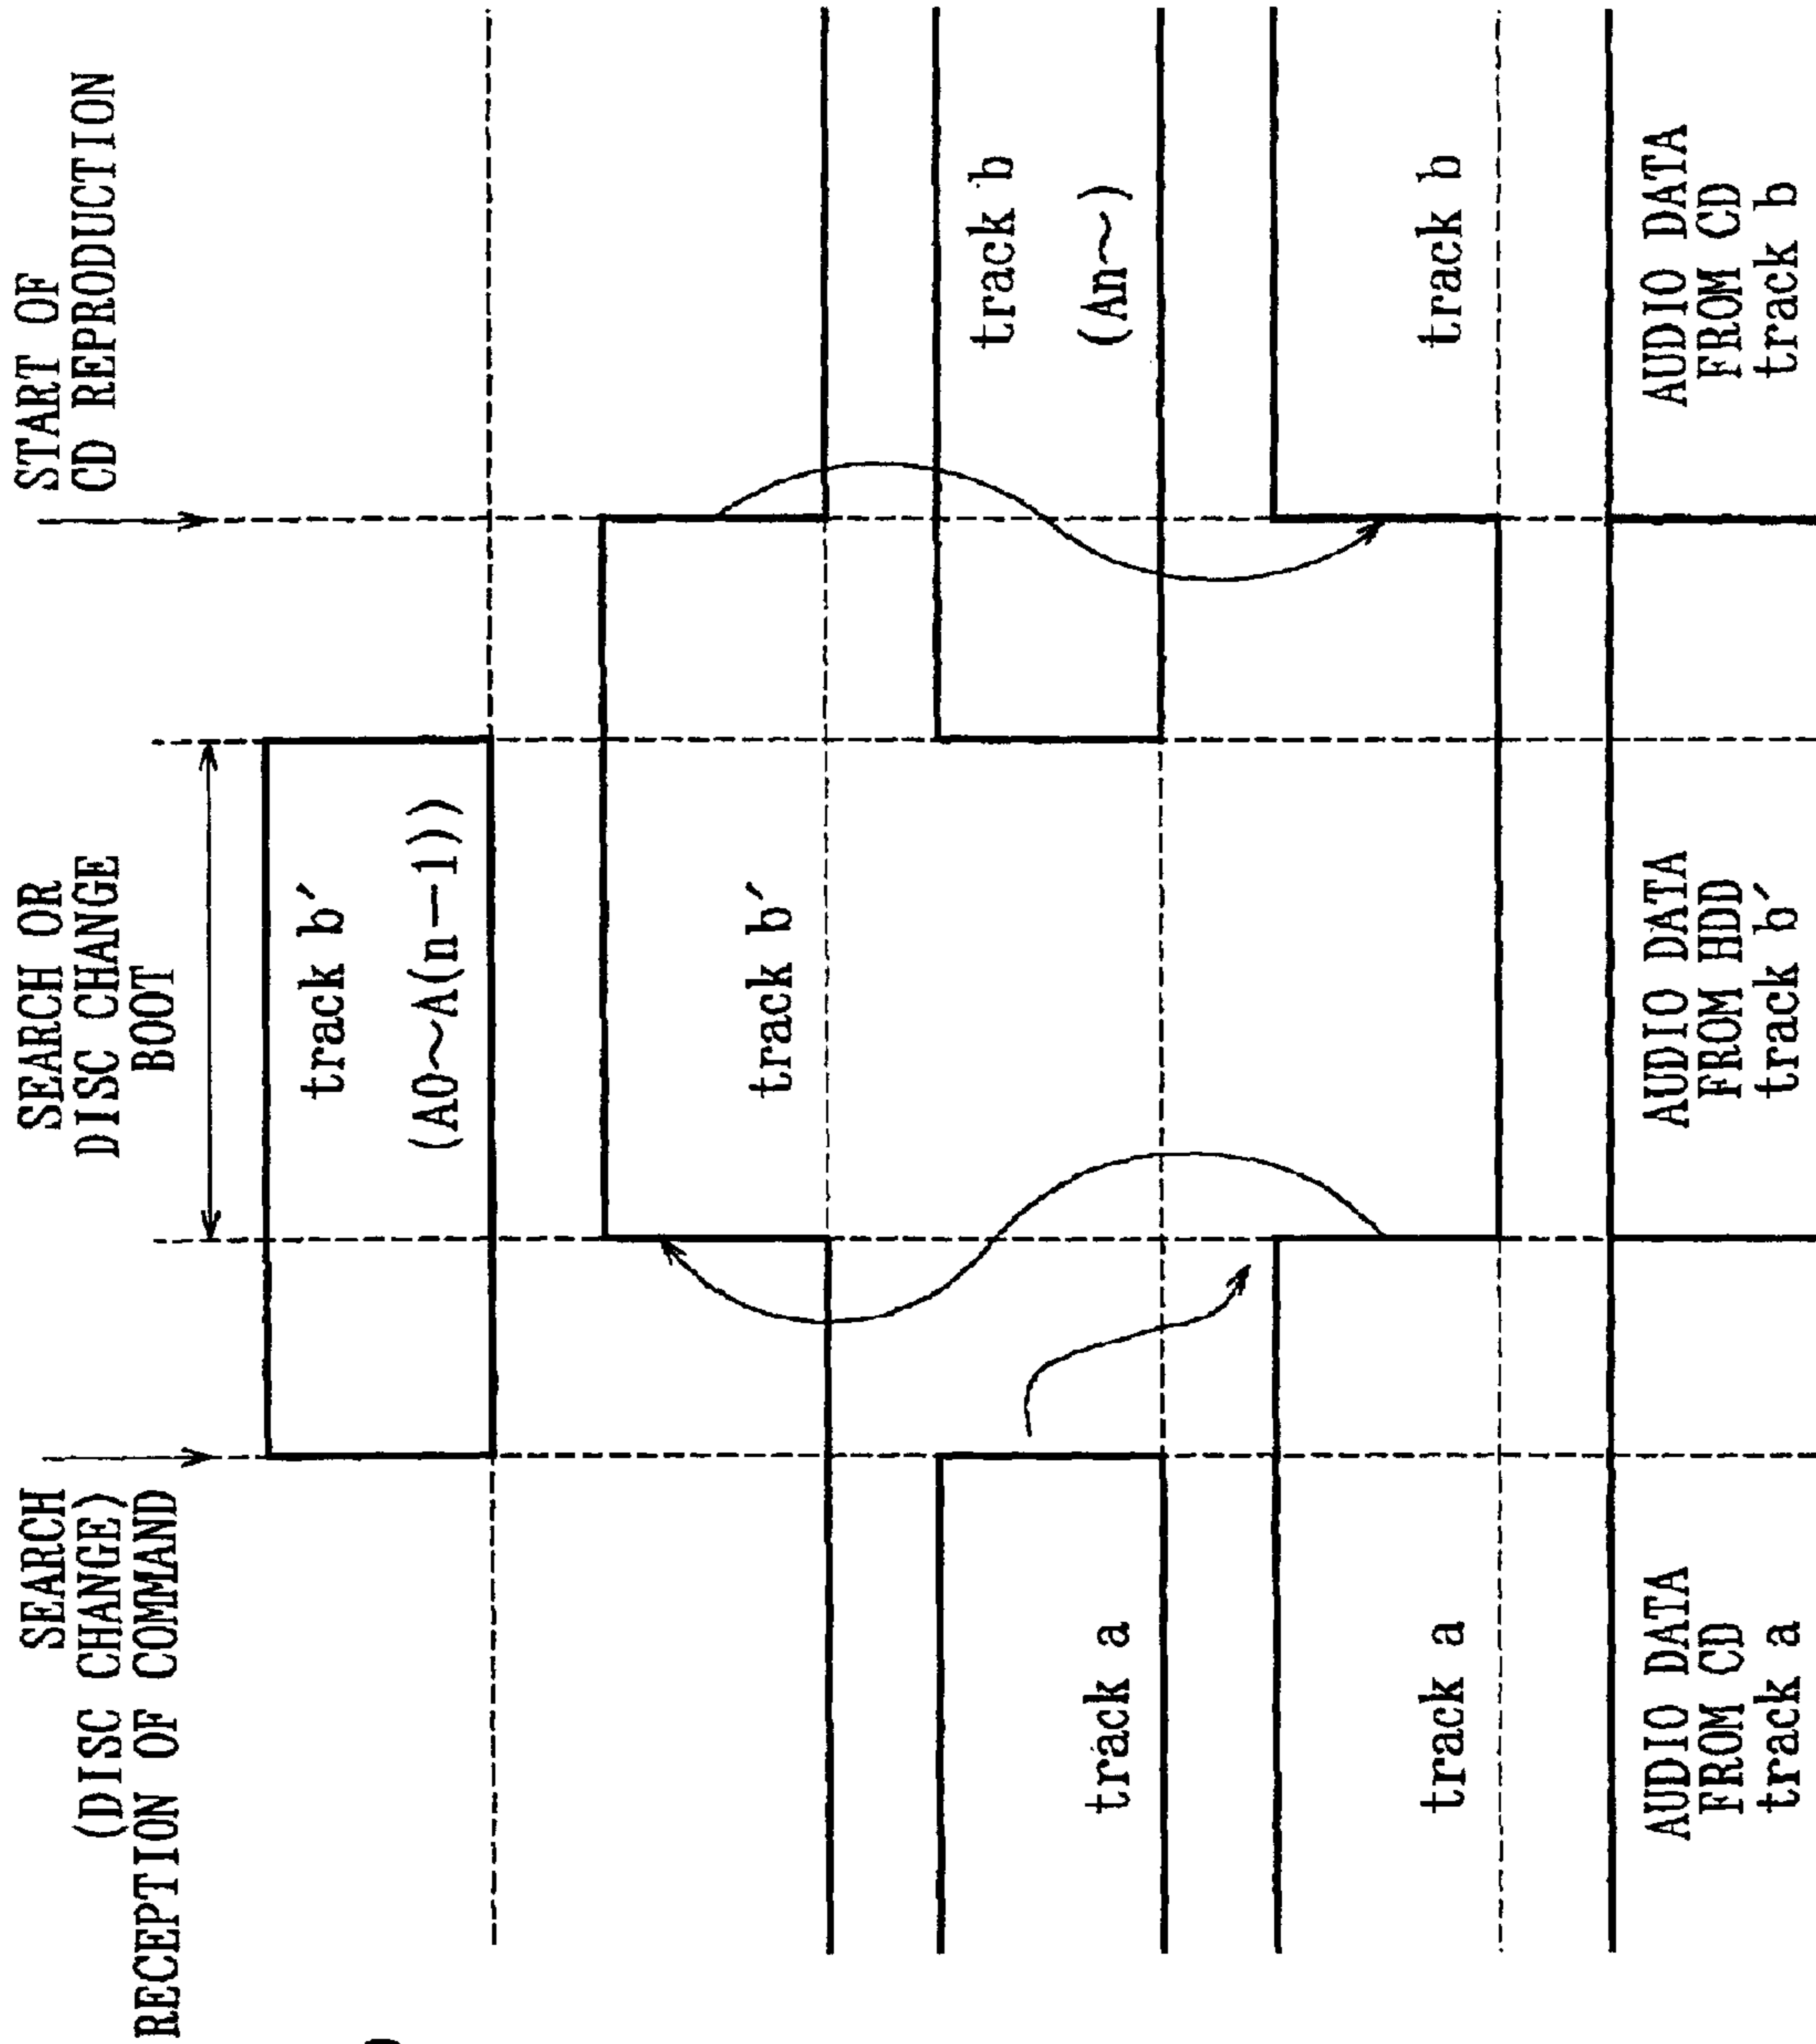 SEARCH
(DISC CHANGE)
RECEPTION OF COMMAND
SEARCH OR
DISC CHANGE
BOOT
START OF
CD REPRODUCTION
track b′
(A0~A(n-1))
track b′
track a
track b
(An~)
track a
track b
AUDIO DATA
FROM CD
track a
AUDIO DATA
FROM HDD
track b′
AUDIO DATA
FROM CD
track b